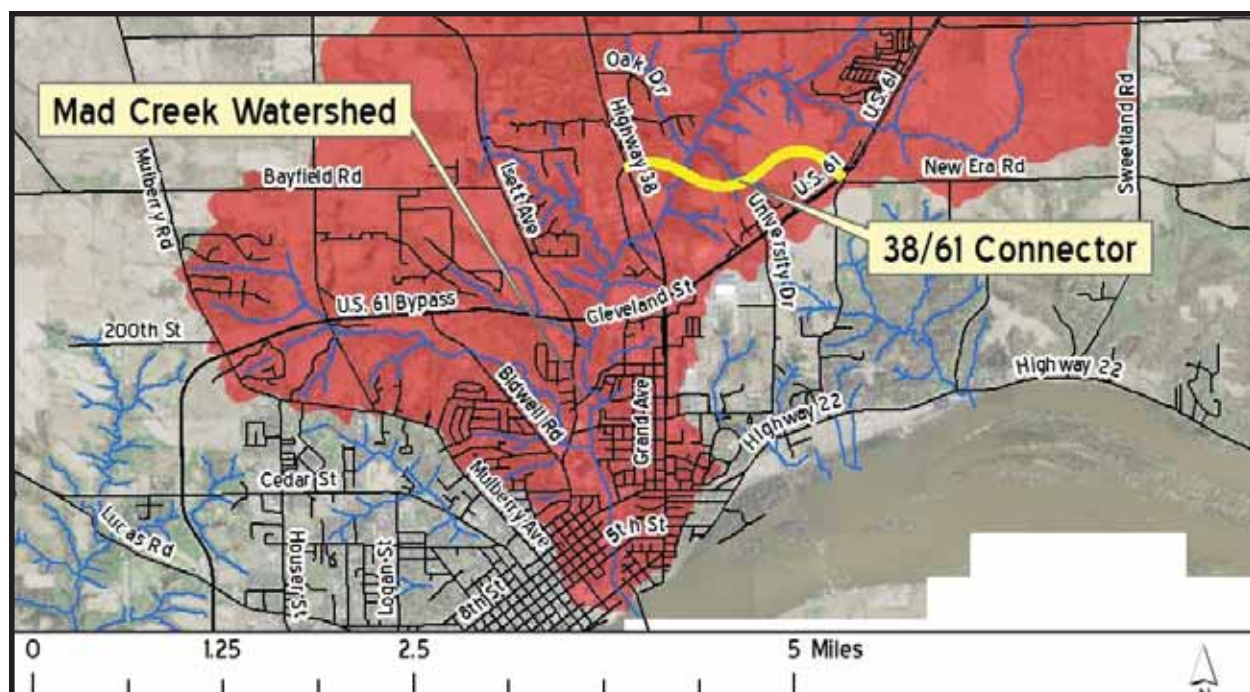 Oak Dr
Mad Creek Watershed
Highway 38
U.S. 61
Sweetland Rd
Mulberry Rd
Bayfield Rd
Isett Ave
U.S. 61
New Era Rd
University Dr
38/61 Connector
U.S. 61 Bypass
Cleveland St
200th St
Highway 22
Bidwell Rd
Grand Ave
Highway 22
Cedar St
Mulberry Ave
Lucas Rd
5th St
Houser St
Logan St
8th St
0 1.25 2.5 5 Miles
N